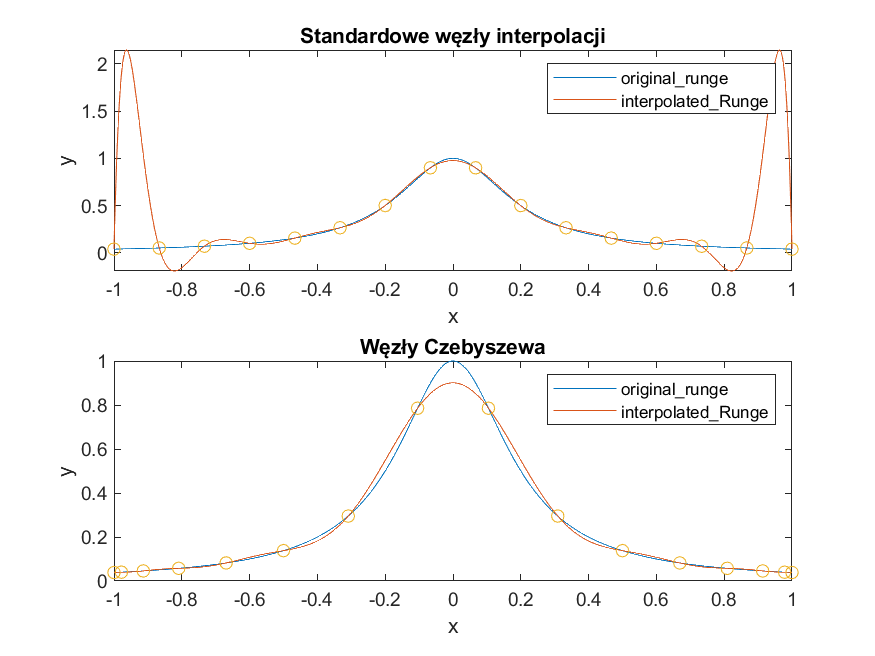 Standardowe węzły interpolacji
original_runge
interpolated_Runge
2
1.5
1
0.5
0
y
-1 -0.8 -0.6 -0.4 -0.2 0 0.2 0.4 0.6 0.8 1
x
Węzły Czebyszewa
original_runge
interpolated_Runge
1
0.8
0.6
0.4
0.2
0
y
-1 -0.8 -0.6 -0.4 -0.2 0 0.2 0.4 0.6 0.8 1
x